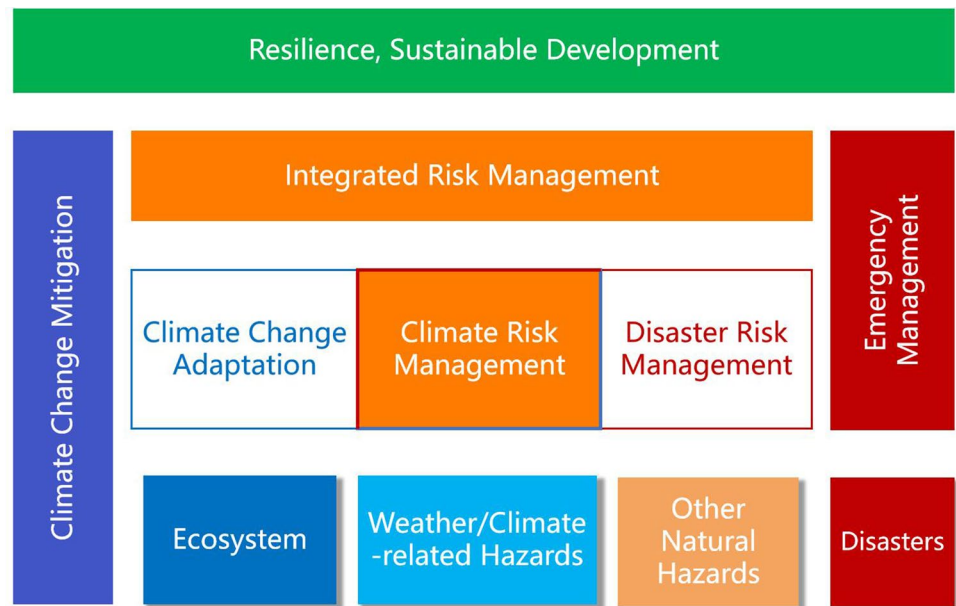 Resilience, Sustainable Development
Climate Change Mitigation
Integrated Risk Management
Emergency
Management
Climate Change
Adaptation
Climate Risk
Management
Disaster Risk
Management
Ecosystem
Weather/Climate
-related Hazards
Other
Natural
Hazards
Disasters